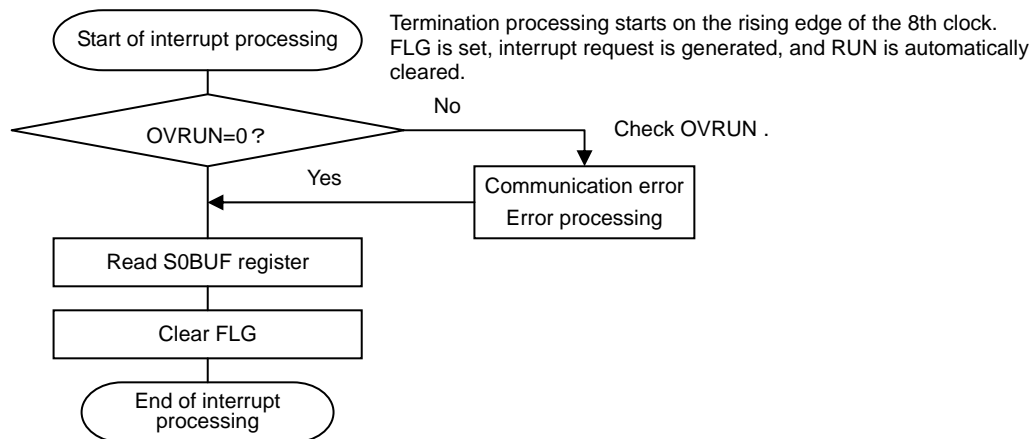 Start of interrupt processing
Termination processing starts on the rising edge of the 8th clock.
FLG is set, interrupt request is generated, and RUN is automatically
cleared.
No
OVRUN=0？
Check OVRUN .
Yes
Communication error
Error processing
Read S0BUF register
Clear FLG
End of interrupt
processing